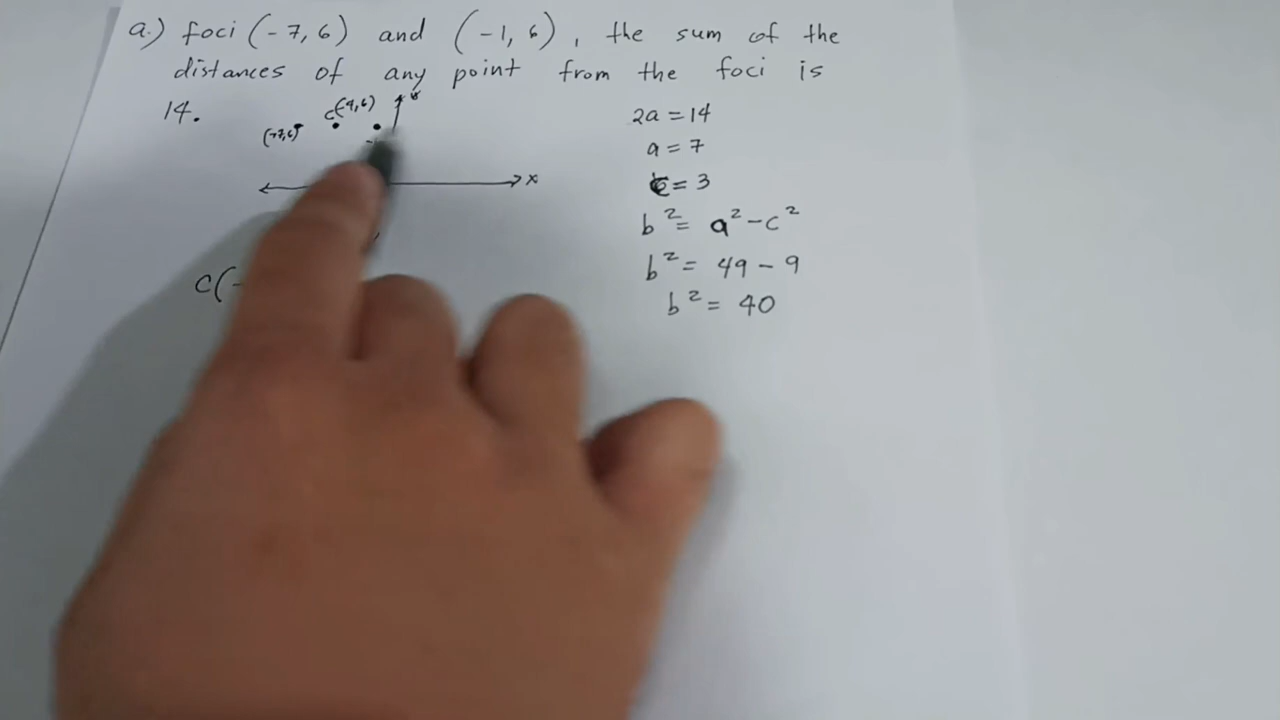 a.) foci (-7, 6) and (-1, 6), the sum of the
distances of any point from the foci is
14.
C(-4,6)
(-7,6)
x
C(-
2a = 14
a = 7
c = 3
b² = a² - c²
b² = 49 - 9
b² = 40